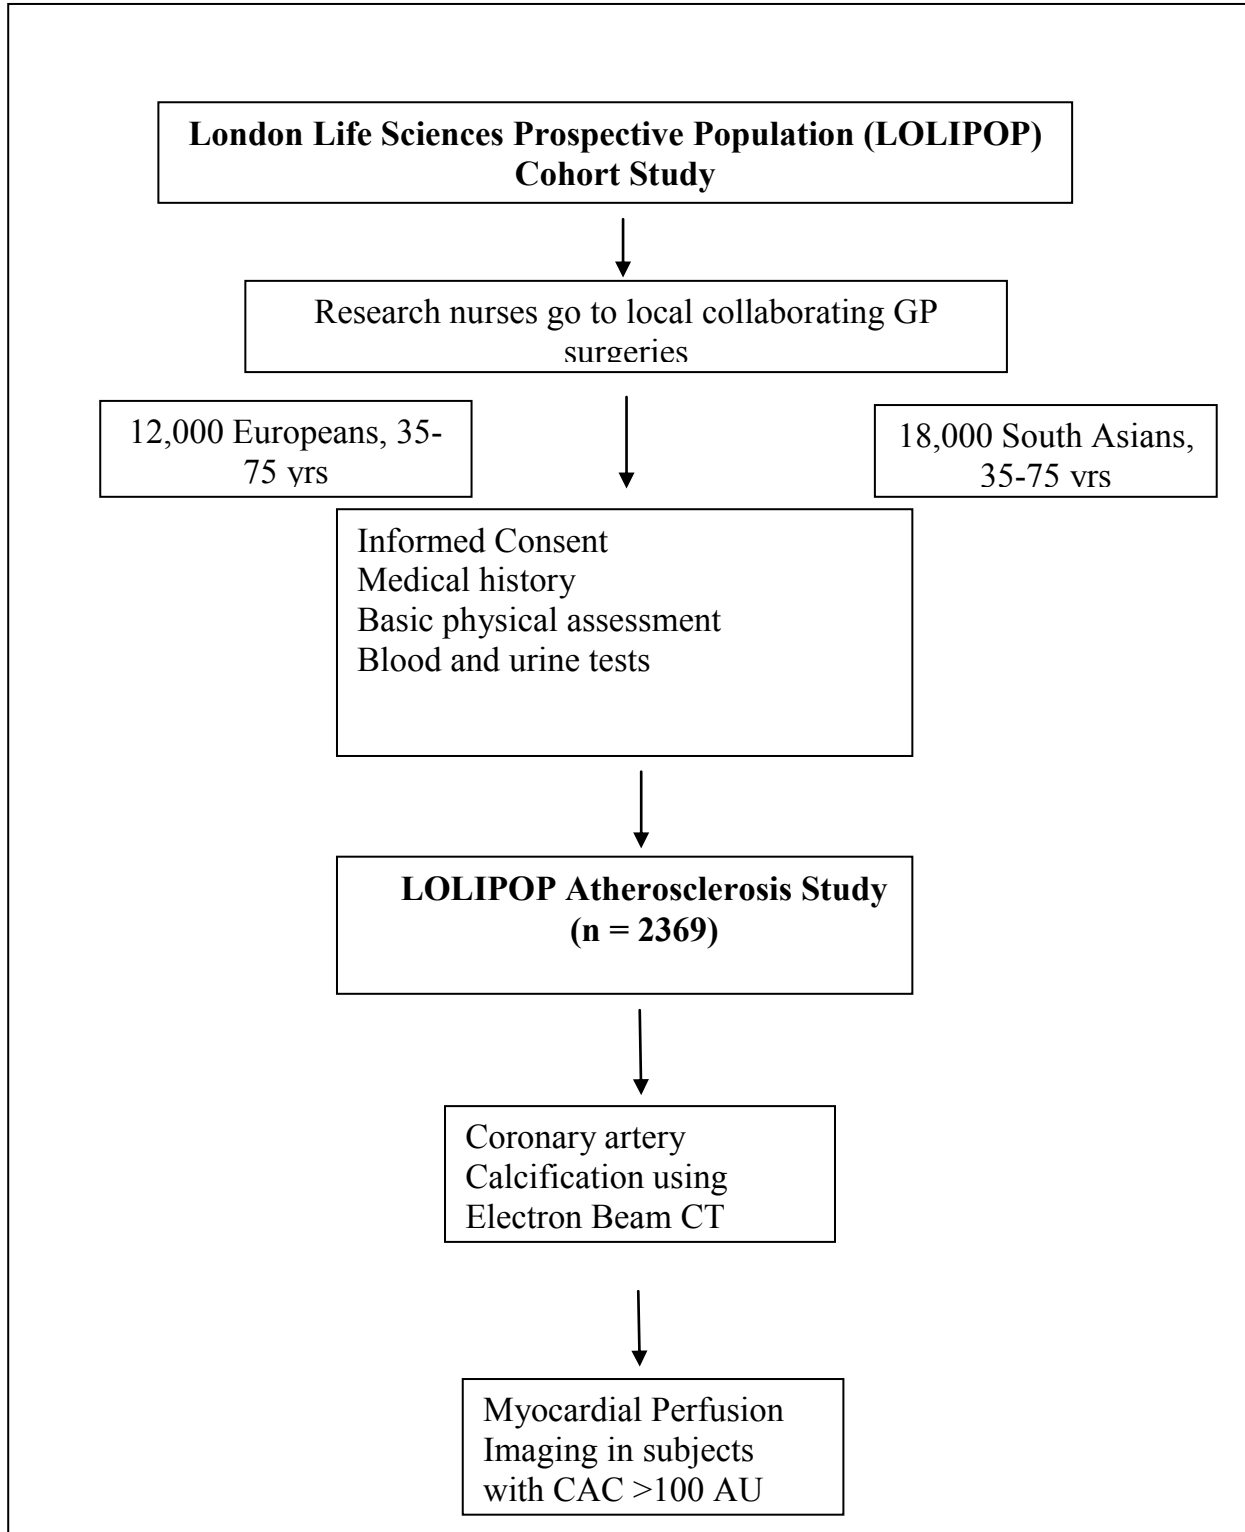 London Life Sciences Prospective Population (LOLIPOP)
Cohort Study
Research nurses go to local collaborating GP
surgeries
12,000 Europeans, 35-
75 yrs
18,000 South Asians,
35-75 yrs
Informed Consent
Medical history
Basic physical assessment
Blood and urine tests
LOLIPOP Atherosclerosis Study
(n = 2369)
Coronary artery
Calcification using
Electron Beam CT
Myocardial Perfusion
Imaging in subjects
with CAC >100 AU